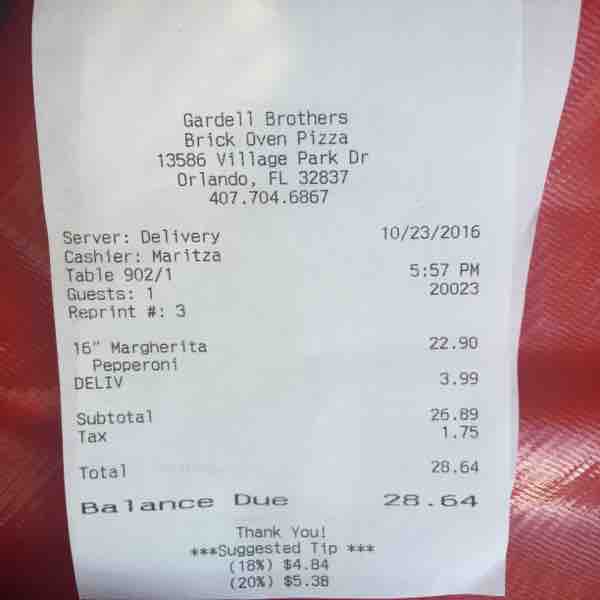 Gardell Brothers
Brick Oven Pizza
13586 Village Park Dr
Orlando, FL 32837
407.704.6867
Server: Delivery 10/23/2016
Cashier: Maritza
Table 902/1 5:57 PM
Guests: 1 20023
Reprint #: 3
16" Margherita 22.90
Pepperoni
DELIV 3.99
Subtotal 26.89
Tax 1.75
Total 28.64
Balance Due 28.64
Thank You!
***Suggested Tip ***
(18%) $4.84
(20%) $5.38